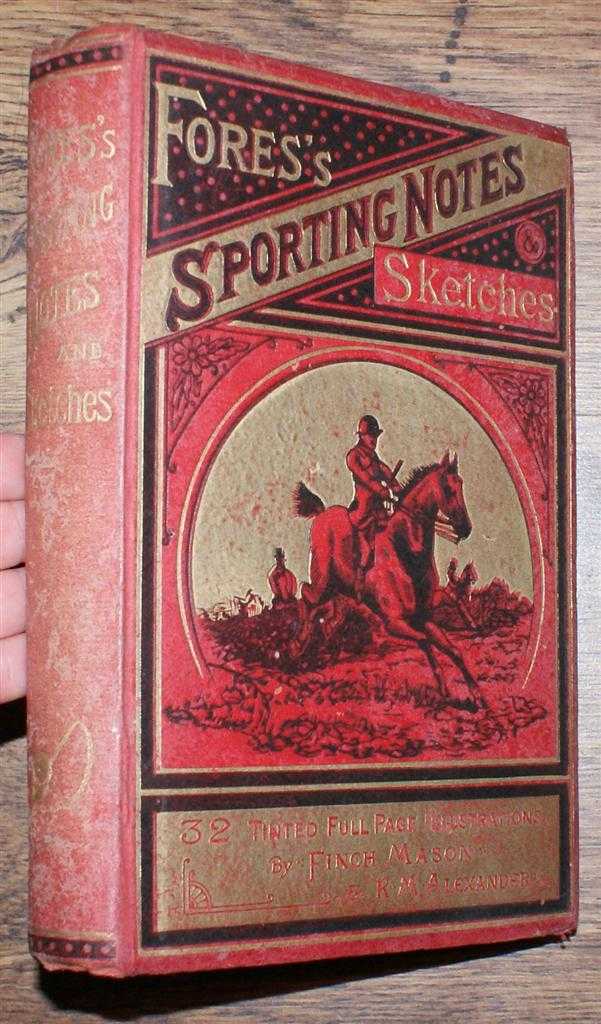 FORES'S
SPORTING NOTES
&
Sketches
32 TINTED FULL PAGE ILLUSTRATIONS
BY FINCH MASON
& R.M. ALEXANDER
NOTES
AND
Sketches